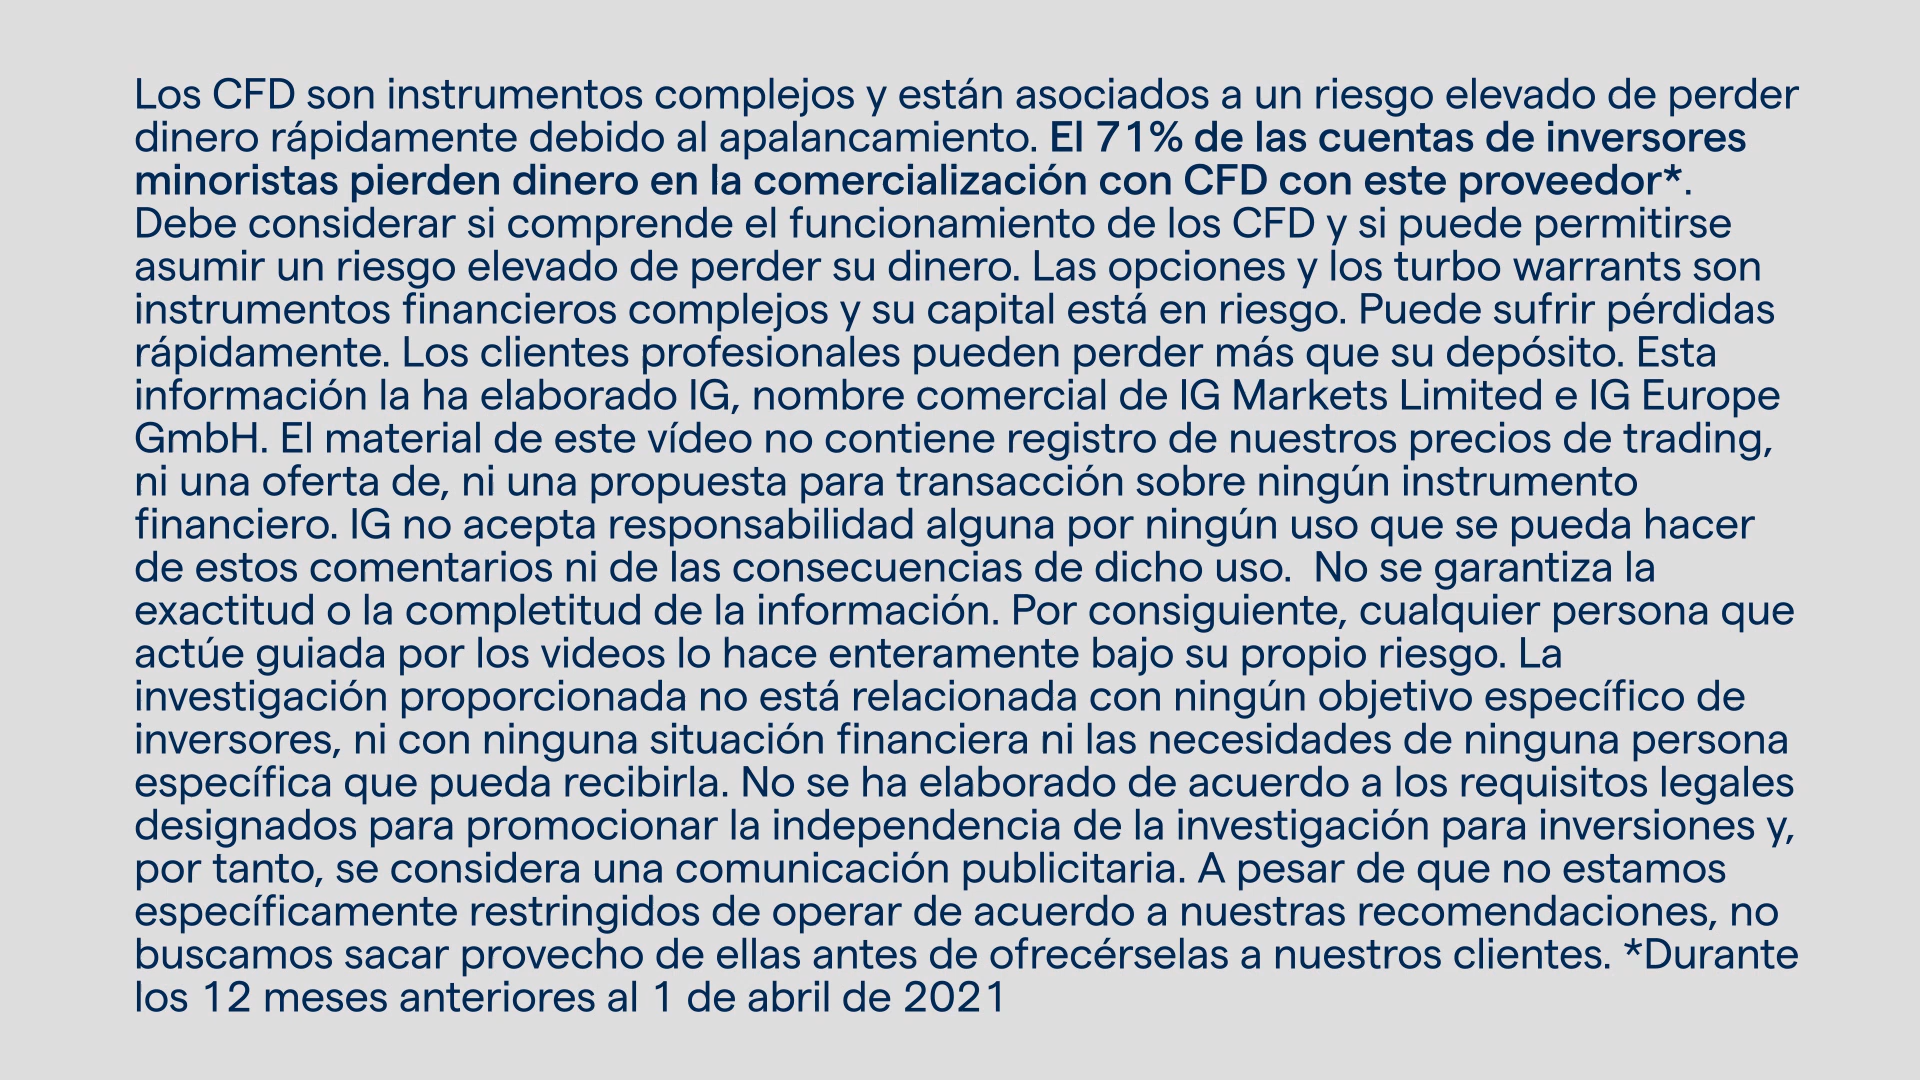 Los CFD son instrumentos complejos y están asociados a un riesgo elevado de perder
dinero rápidamente debido al apalancamiento. El 71% de las cuentas de inversores
minoristas pierden dinero en la comercialización con CFD con este proveedor*.
Debe considerar si comprende el funcionamiento de los CFD y si puede permitirse
asumir un riesgo elevado de perder su dinero. Las opciones y los turbo warrants son
instrumentos financieros complejos y su capital está en riesgo. Puede sufrir pérdidas
rápidamente. Los clientes profesionales pueden perder más que su depósito. Esta
información la ha elaborado IG, nombre comercial de IG Markets Limited e IG Europe
GmbH. El material de este vídeo no contiene registro de nuestros precios de trading,
ni una oferta de, ni una propuesta para transacción sobre ningún instrumento
financiero. IG no acepta responsabilidad alguna por ningún uso que se pueda hacer
de estos comentarios ni de las consecuencias de dicho uso.  No se garantiza la
exactitud o la completitud de la información. Por consiguiente, cualquier persona que
actúe guiada por los videos lo hace enteramente bajo su propio riesgo. La
investigación proporcionada no está relacionada con ningún objetivo específico de
inversores, ni con ninguna situación financiera ni las necesidades de ninguna persona
específica que pueda recibirla. No se ha elaborado de acuerdo a los requisitos legales
designados para promocionar la independencia de la investigación para inversiones y,
por tanto, se considera una comunicación publicitaria. A pesar de que no estamos
específicamente restringidos de operar de acuerdo a nuestras recomendaciones, no
buscamos sacar provecho de ellas antes de ofrecérselas a nuestros clientes. *Durante
los 12 meses anteriores al 1 de abril de 2021